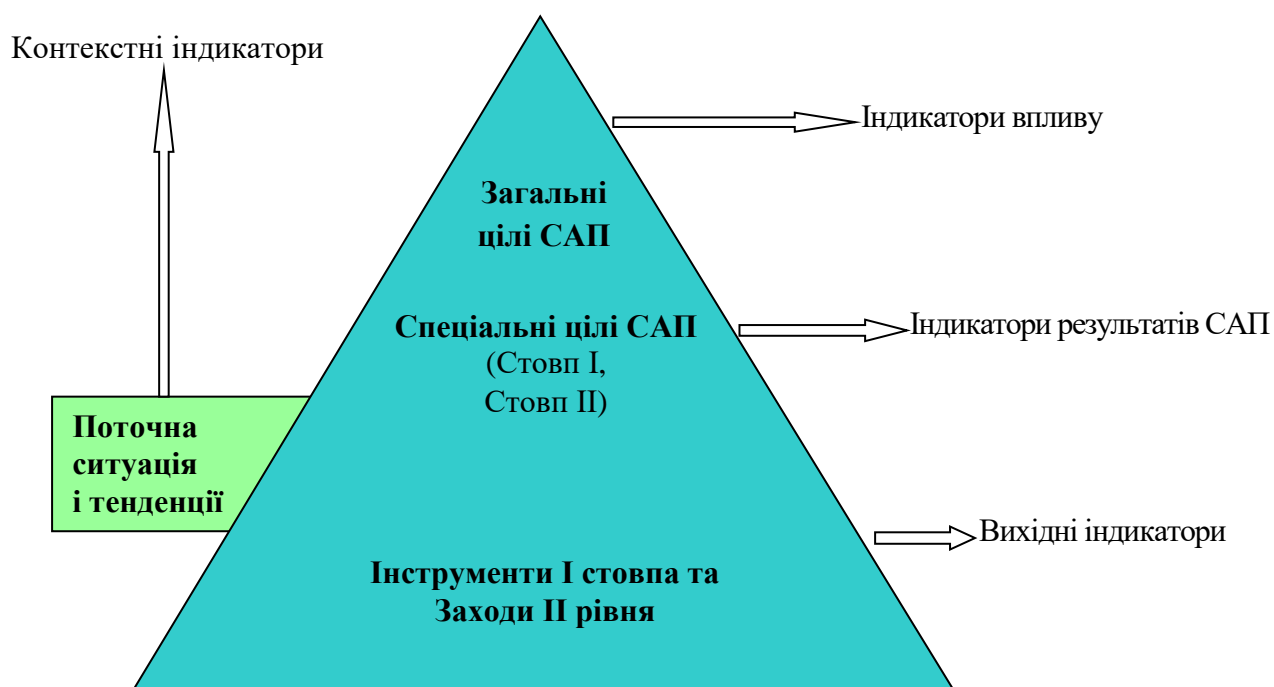 Контекстні індикатори
Індикатори впливу
Загальні
цілі САП
Спеціальні цілі САП
(Стовп І,
Стовп ІІ)
Індикатори результатів САП
Поточна
ситуація
і тенденції
Вихідні індикатори
Інструменти І стовпа та
Заходи ІІ рівня